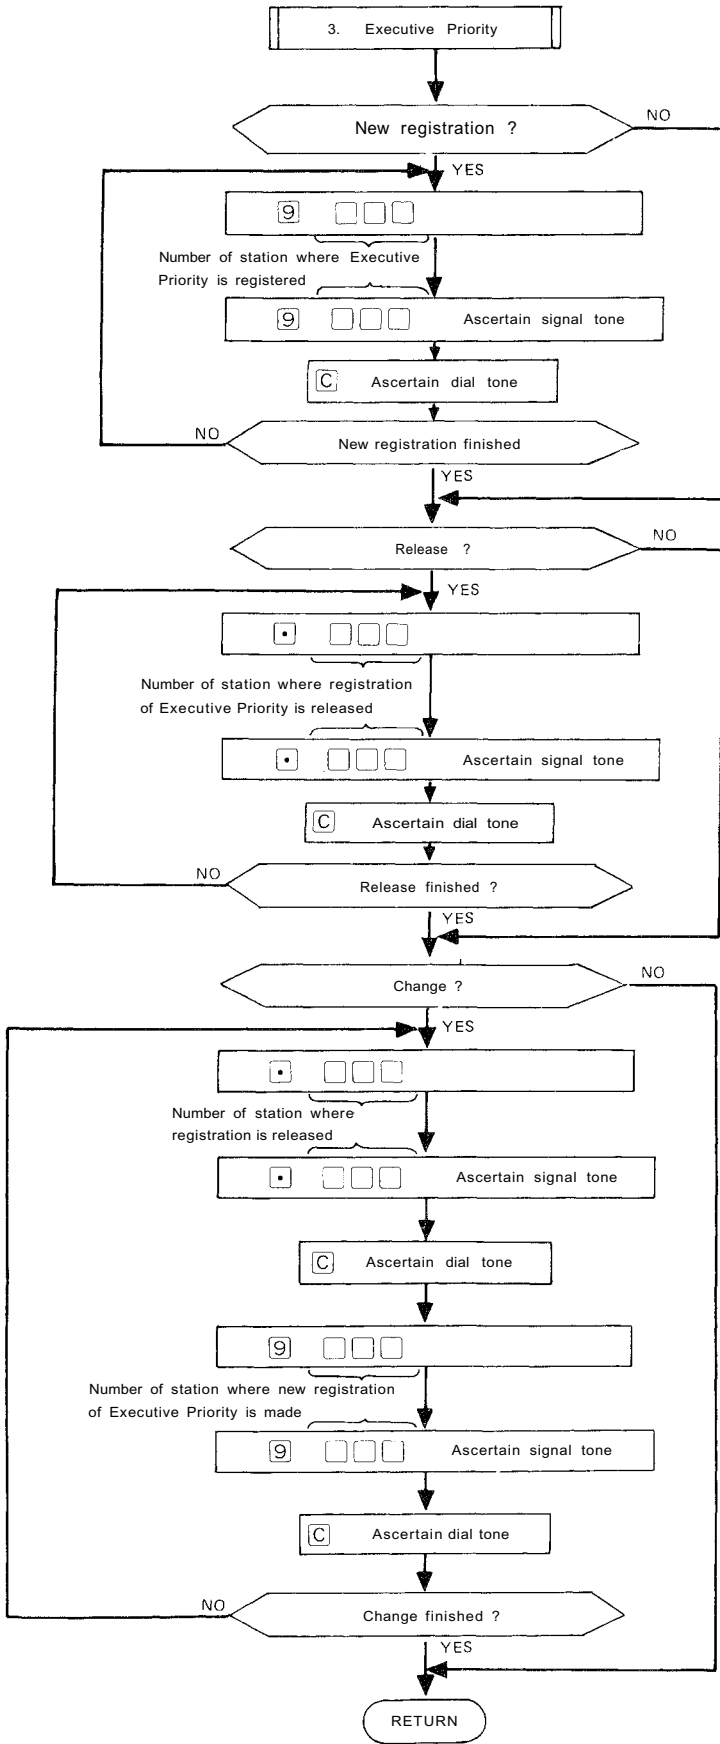 3. Executive Priority
New registration ?
NO
YES
9
Number of station where Executive
Priority is registered
9 Ascertain signal tone
C Ascertain dial tone
NO
New registration finished
YES
Release ?
NO
YES
•
Number of station where registration
of Executive Priority is released
• Ascertain signal tone
C Ascertain dial tone
NO
Release finished ?
YES
Change ?
NO
YES
•
Number of station where
registration is released
• Ascertain signal tone
C Ascertain dial tone
9
Number of station where new registration
of Executive Priority is made
9 Ascertain signal tone
C Ascertain dial tone
NO
Change finished ?
YES
RETURN